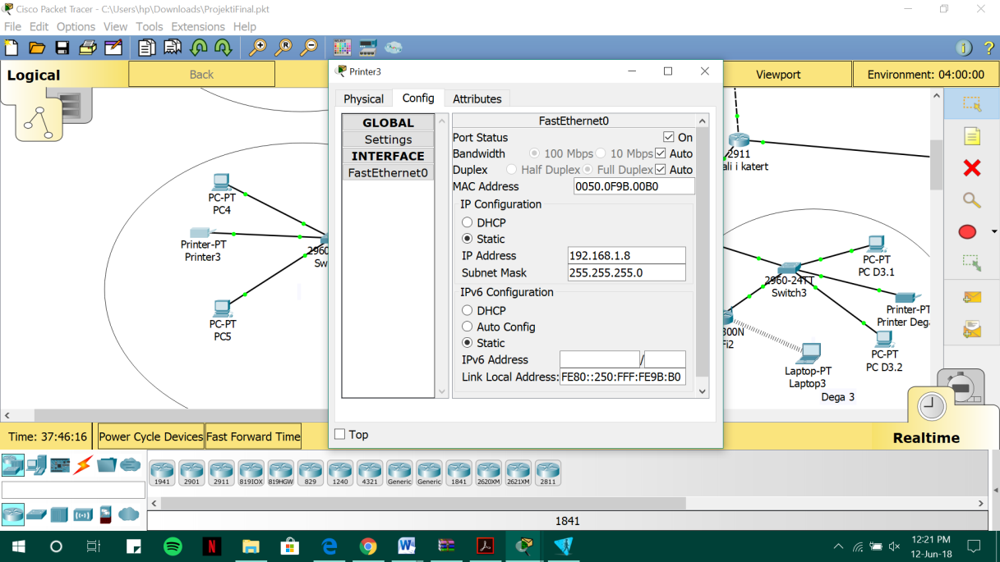 Cisco Packet Tracer - C:\Users\hp\Downloads\ProjektiFinal.pkt
File Edit Options View Tools Extensions Help
Logical
Back
Viewport
Environment: 04:00:00
Printer3
Physical Config Attributes
GLOBAL
Settings
INTERFACE
FastEthernet0
FastEthernet0
Port Status On
Bandwidth 100 Mbps 10 Mbps Auto
Duplex Half Duplex Full Duplex Auto
MAC Address 0050.0F9B.00B0
IP Configuration
DHCP
Static
IP Address 192.168.1.8
Subnet Mask 255.255.255.0
IPv6 Configuration
DHCP
Auto Config
Static
IPv6 Address /
Link Local Address: FE80::250:FFF:FE9B:B0
Top
PC-PT
PC4
Printer-PT
Printer3
2960
Sw
PC-PT
PC5
2911
ali i katert
PC-PT
PC D3.1
2960-24TT
Switch3
Printer-PT
Printer Deg
300N
Fi2
PC-PT
PC D3.2
Laptop-PT
Laptop3
Dega 3
Time: 37:46:16 Power Cycle Devices Fast Forward Time
Realtime
1941 2901 2911 819IOX 819HGW 829 1240 4321 Generic Generic 1841 2620XM 2621XM 2811
1841
12:21 PM
12-Jun-18